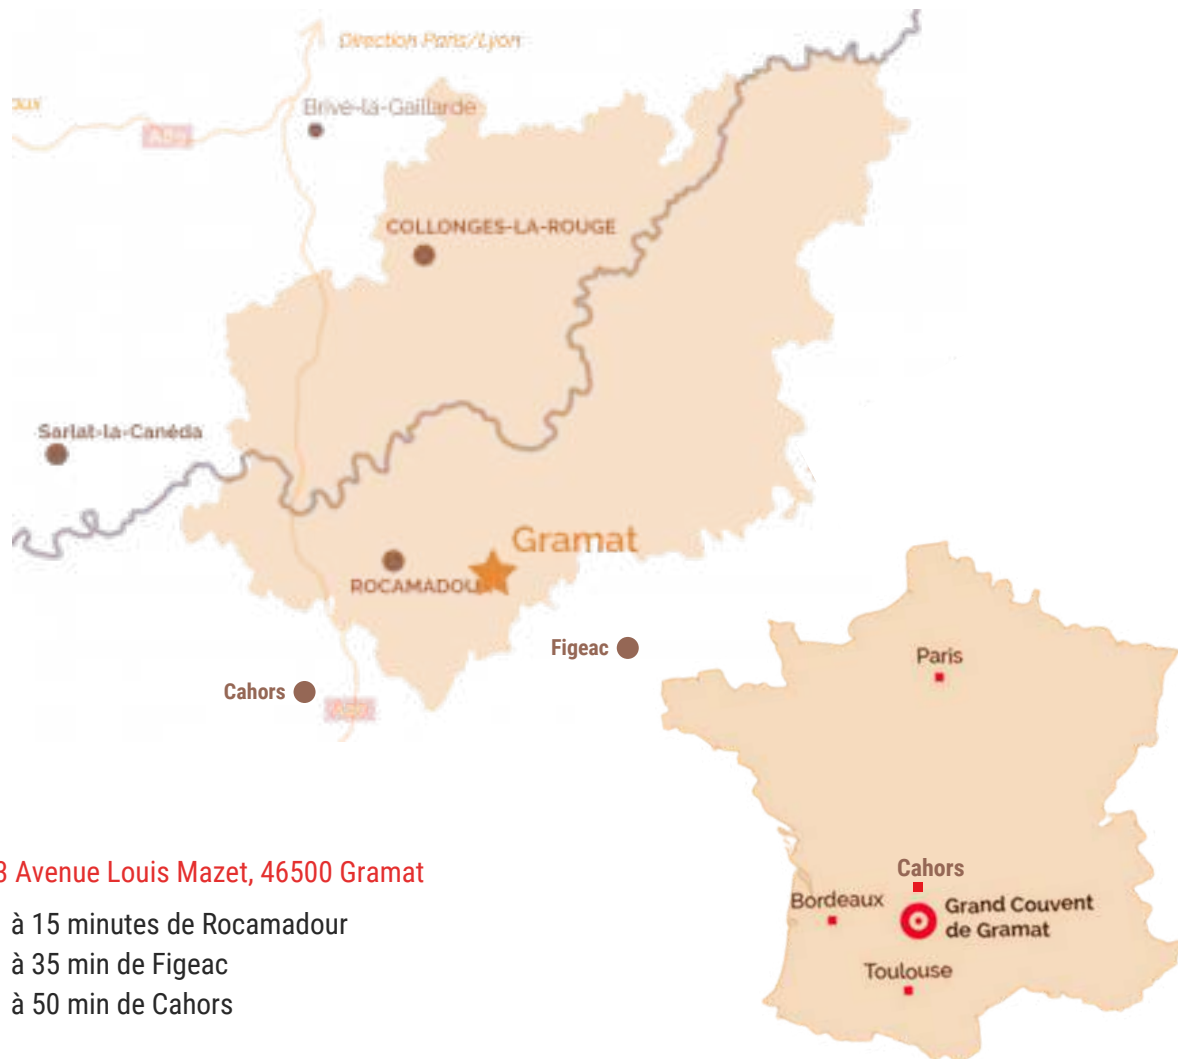 Direction Paris/Lyon
Brive-la-Gaillarde
A89
COLLONGES-LA-ROUGE
Sarlat-la-Canéda
Gramat
ROCAMADOU
Figeac
Cahors
Paris
Cahors
Bordeaux
Grand Couvent
de Gramat
Toulouse
3 Avenue Louis Mazet, 46500 Gramat
à 15 minutes de Rocamadour
à 35 min de Figeac
à 50 min de Cahors